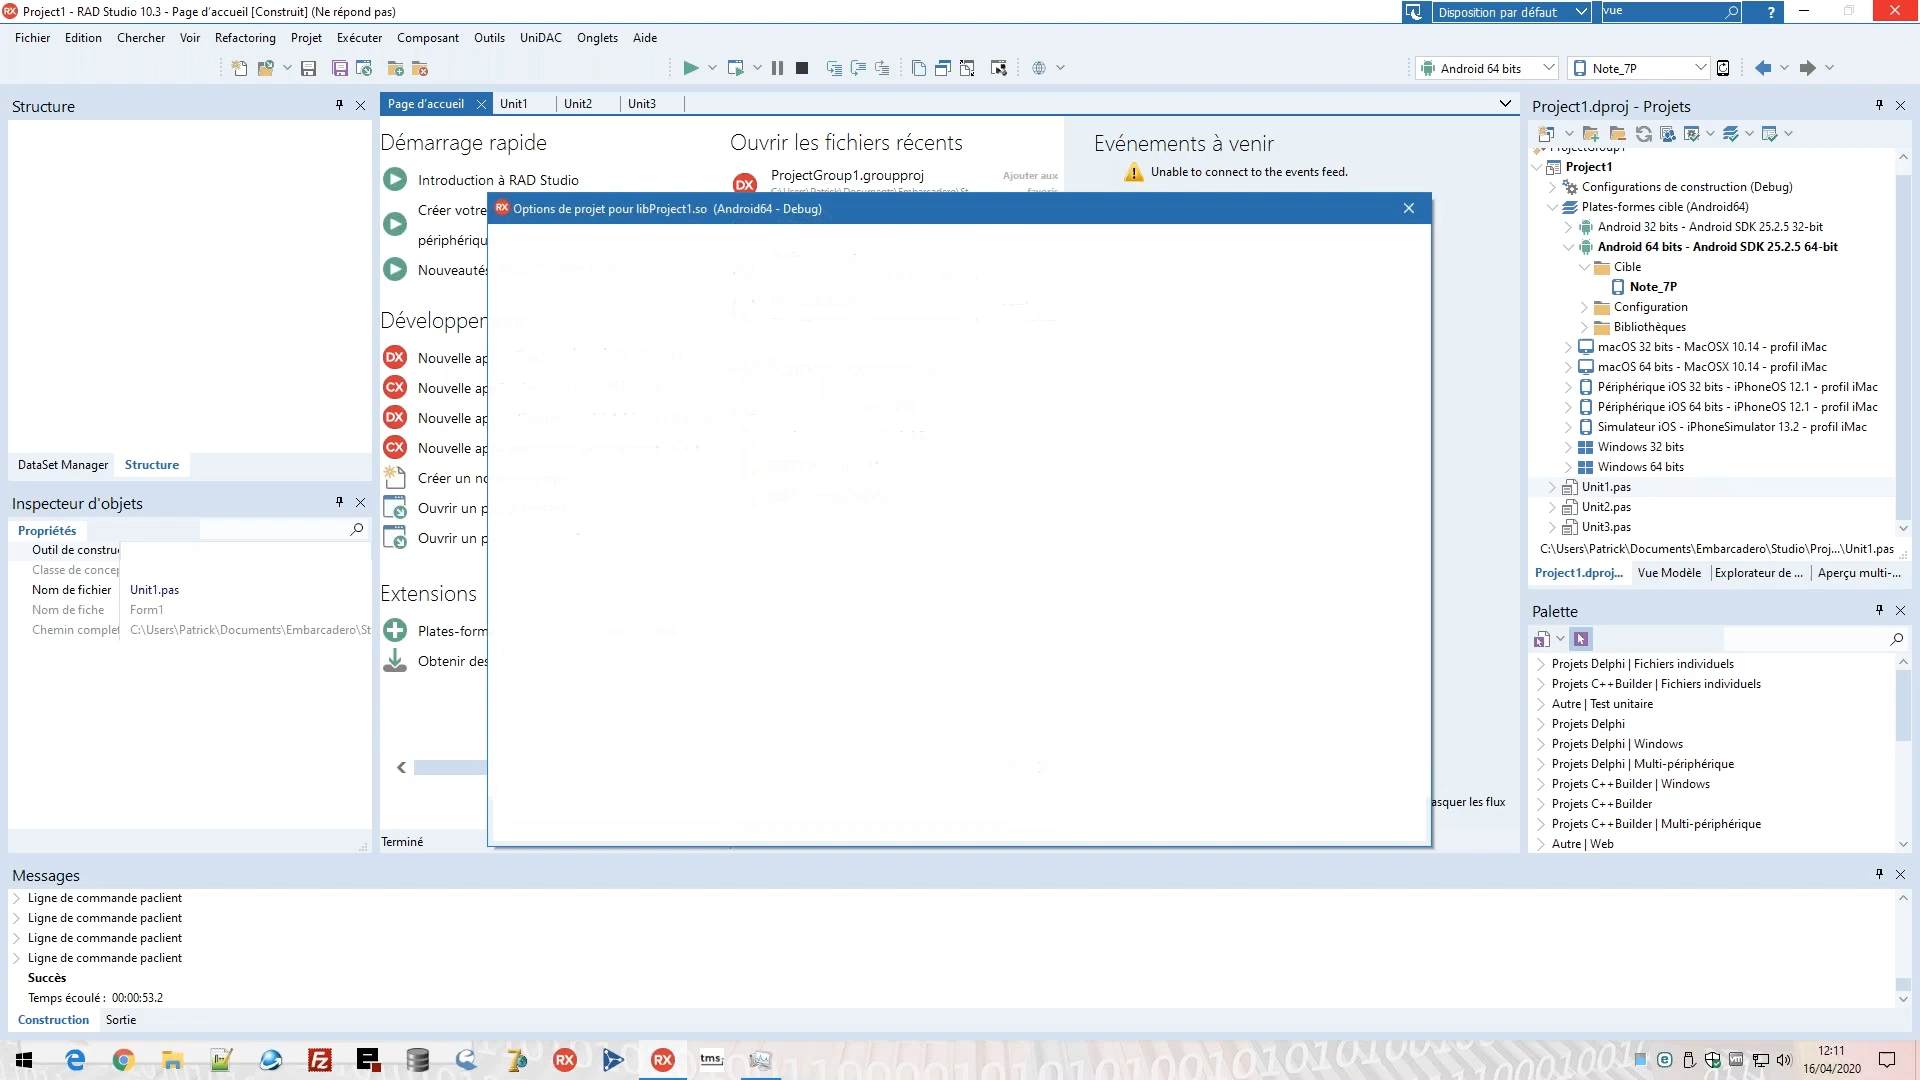 Project1 - RAD Studio 10.3 - Page d'accueil [Construit] (Ne répond pas)
Disposition par défaut
vue
?
Fichier Edition Chercher Voir Refactoring Projet Exécuter Composant Outils UniDAC Onglets Aide
Android 64 bits
Note_7P
Structure
DataSet Manager
Structure
Inspecteur d'objets
Propriétés
Outil de constru
Classe de concep
Nom de fichier Unit1.pas
Nom de fiche Form1
Chemin complet C:\Users\Patrick\Documents\Embarcadero\St
Page d'accueil Unit1 Unit2 Unit3
Démarrage rapide
Introduction à RAD Studio
Créer votre
périphériqu
Nouveautés
Développem
Nouvelle ap
Nouvelle ap
Nouvelle ap
Nouvelle ap
Créer un no
Ouvrir un p
Ouvrir un p
Extensions
Plates-form
Obtenir des
Terminé
Ouvrir les fichiers récents
ProjectGroup1.groupproj
Ajouter aux
C:\Users\Patrick\Documents\Embarcadero\St
favoris
Evénements à venir
Unable to connect to the events feed.
asquer les flux
Options de projet pour libProject1.so (Android64 - Debug)
Project1.dproj - Projets
ProjectGroup1
Project1
Configurations de construction (Debug)
Plates-formes cible (Android64)
Android 32 bits - Android SDK 25.2.5 32-bit
Android 64 bits - Android SDK 25.2.5 64-bit
Cible
Note_7P
Configuration
Bibliothèques
macOS 32 bits - MacOSX 10.14 - profil iMac
macOS 64 bits - MacOSX 10.14 - profil iMac
Périphérique iOS 32 bits - iPhoneOS 12.1 - profil iMac
Périphérique iOS 64 bits - iPhoneOS 12.1 - profil iMac
Simulateur iOS - iPhoneSimulator 13.2 - profil iMac
Windows 32 bits
Windows 64 bits
Unit1.pas
Unit2.pas
Unit3.pas
C:\Users\Patrick\Documents\Embarcadero\Studio\Proj...\Unit1.pas
Project1.dproj... Vue Modèle Explorateur de ... Aperçu multi-...
Palette
Projets Delphi | Fichiers individuels
Projets C++Builder | Fichiers individuels
Autre | Test unitaire
Projets Delphi
Projets Delphi | Windows
Projets Delphi | Multi-périphérique
Projets C++Builder | Windows
Projets C++Builder
Projets C++Builder | Multi-périphérique
Autre | Web
Messages
Ligne de commande paclient
Ligne de commande paclient
Ligne de commande paclient
Ligne de commande paclient
Succès
Temps écoulé : 00:00:53.2
Construction Sortie
12:11
16/04/2020